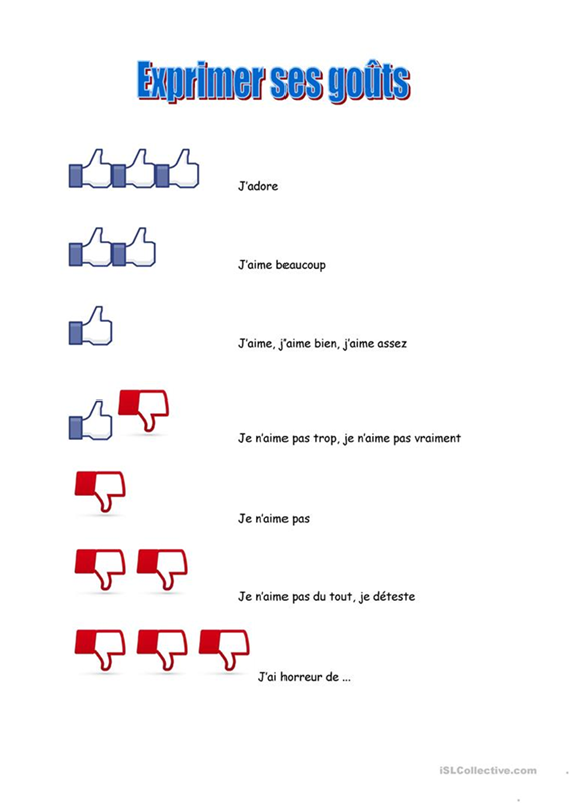 Exprimer ses goûts
J'adore
J'aime beaucoup
J'aime, j'aime bien, j'aime assez
Je n'aime pas trop, je n'aime pas vraiment
Je n'aime pas
Je n'aime pas du tout, je déteste
J'ai horreur de ...
iSLCollective.com